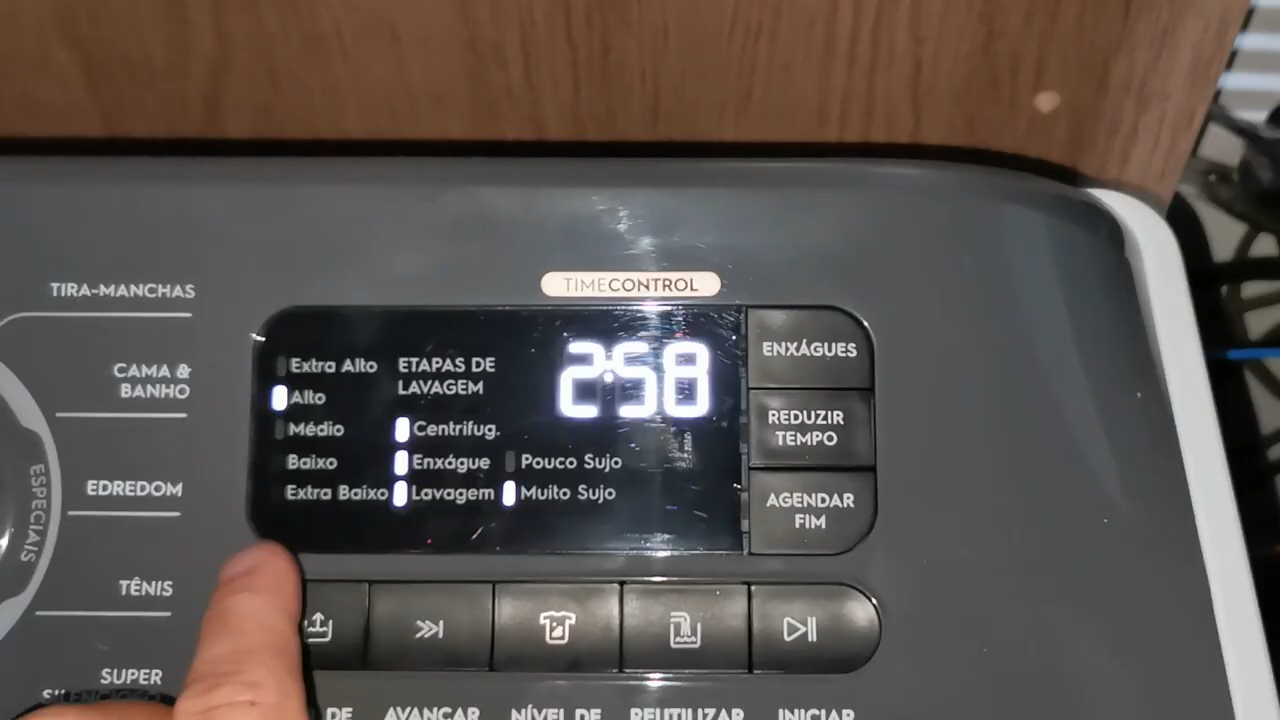 TIRA-MANCHAS
CAMA &
BANHO
EDREDOM
TÊNIS
SUPER
SILENCIOSO
ESPECIAIS
TIMECONTROL
2:58
Extra Alto
Alto
Médio
Baixo
Extra Baixo
ETAPAS DE
LAVAGEM
Centrifug.
Enxágue
Lavagem
Pouco Sujo
Muito Sujo
ENXÁGUES
REDUZIR
TEMPO
AGENDAR
FIM
DE
AVANÇAR
NÍVEL DE
REUTILIZAR
INICIAR